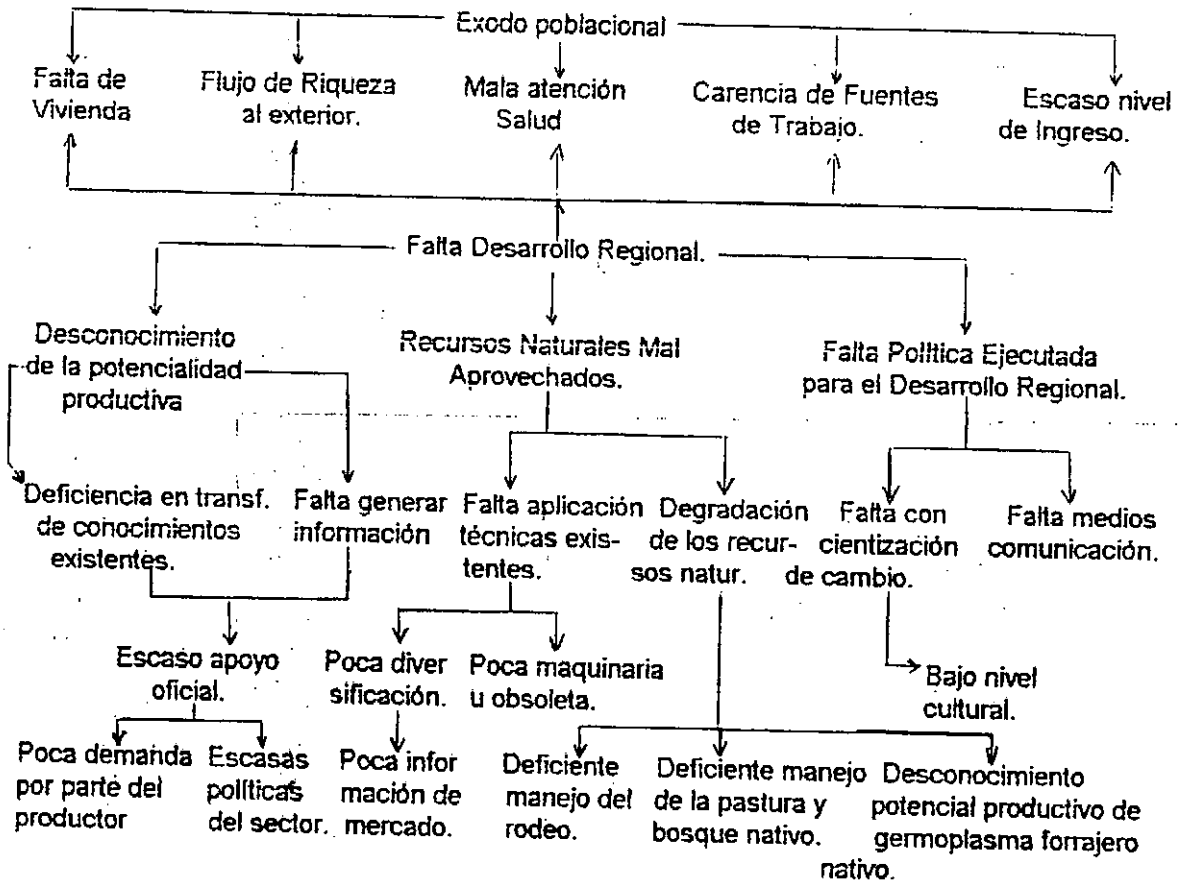 Exodo poblacional
Falta de
Vivienda
Flujo de Riqueza
al exterior.
Mala atención
Salud
Carencia de Fuentes
de Trabajo.
Escaso nivel
de Ingreso.
Falta Desarrollo Regional.
Desconocimiento
de la potencialidad
productiva
Recursos Naturales Mal
Aprovechados.
Falta Política Ejecutada
para el Desarrollo Regional.
Deficiencia en transf.
de conocimientos
existentes.
Falta generar
información
Falta aplicación
técnicas exis-
tentes.
Degradación
de los recur-
sos natur.
Falta con
cientización
de cambio.
Falta medios
comunicación.
Escaso apoyo
oficial.
Poca diver
sificación.
Poca maquinaria
u obsoleta.
Bajo nivel
cultural.
Poca demanda
por parte del
productor
Escasas
políticas
del sector.
Poca infor
mación de
mercado.
Deficiente
manejo del
rodeo.
Deficiente manejo
de la pastura y
bosque nativo.
Desconocimiento
potencial productivo de
germoplasma forrajero
nativo.